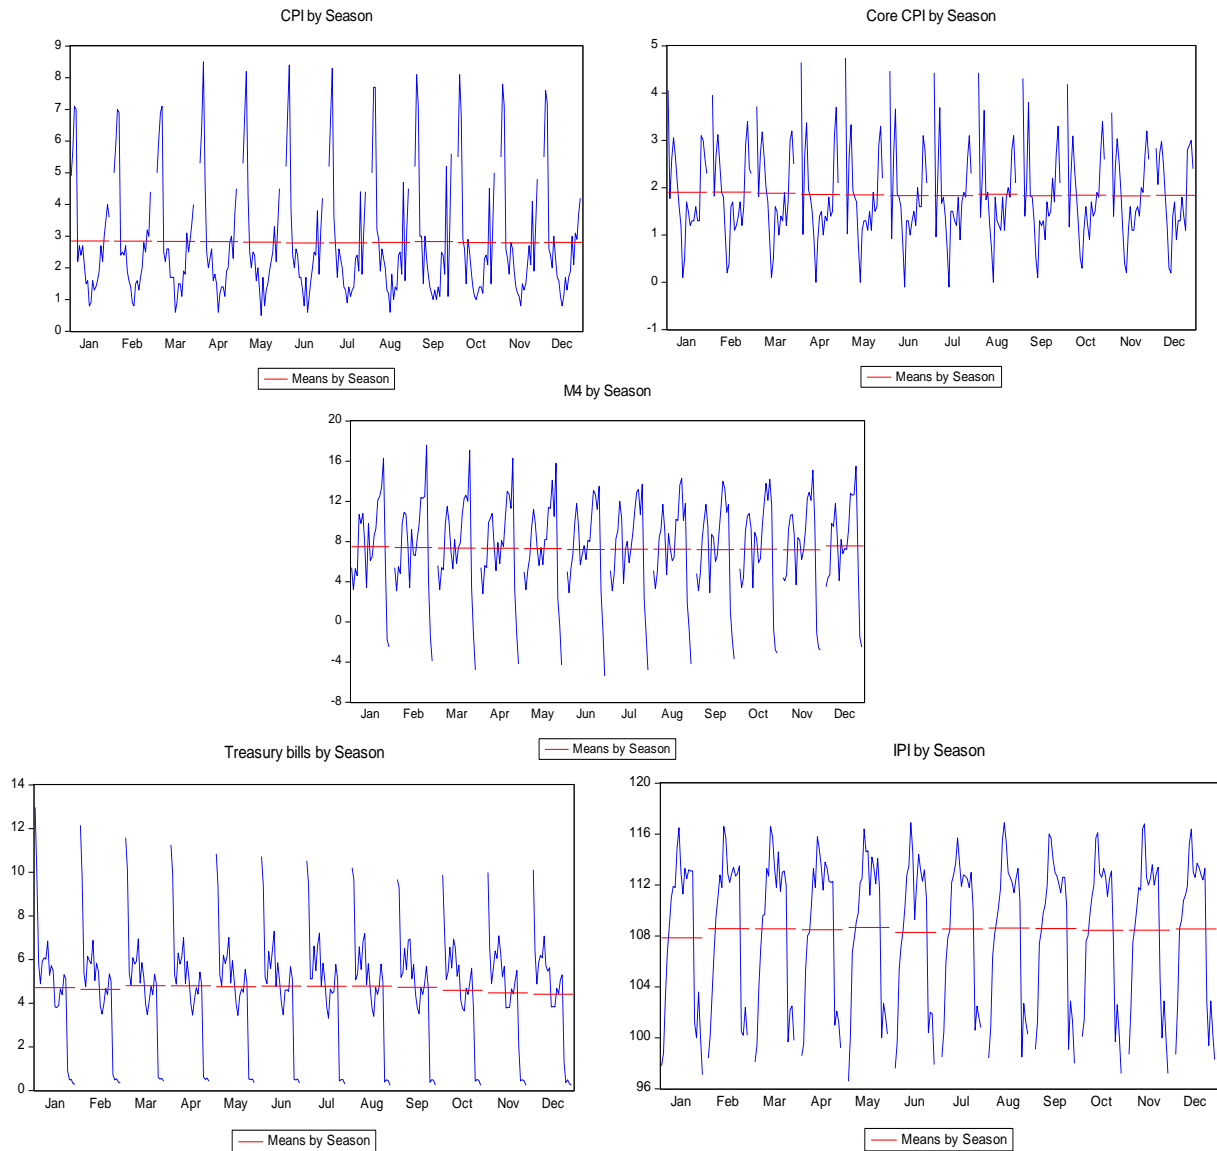 CPI by Season
9
8
7
6
5
4
3
2
1
0
Jan Feb Mar Apr May Jun Jul Aug Sep Oct Nov Dec
Means by Season
Core CPI by Season
5
4
3
2
1
0
-1
Jan Feb Mar Apr May Jun Jul Aug Sep Oct Nov Dec
Means by Season
M4 by Season
20
16
12
8
4
0
-4
-8
Jan Feb Mar Apr May Jun Jul Aug Sep Oct Nov Dec
Means by Season
Treasury bills by Season
14
12
10
8
6
4
2
0
Jan Feb Mar Apr May Jun Jul Aug Sep Oct Nov Dec
Means by Season
IPI by Season
120
116
112
108
104
100
96
Jan Feb Mar Apr May Jun Jul Aug Sep Oct Nov Dec
Means by Season